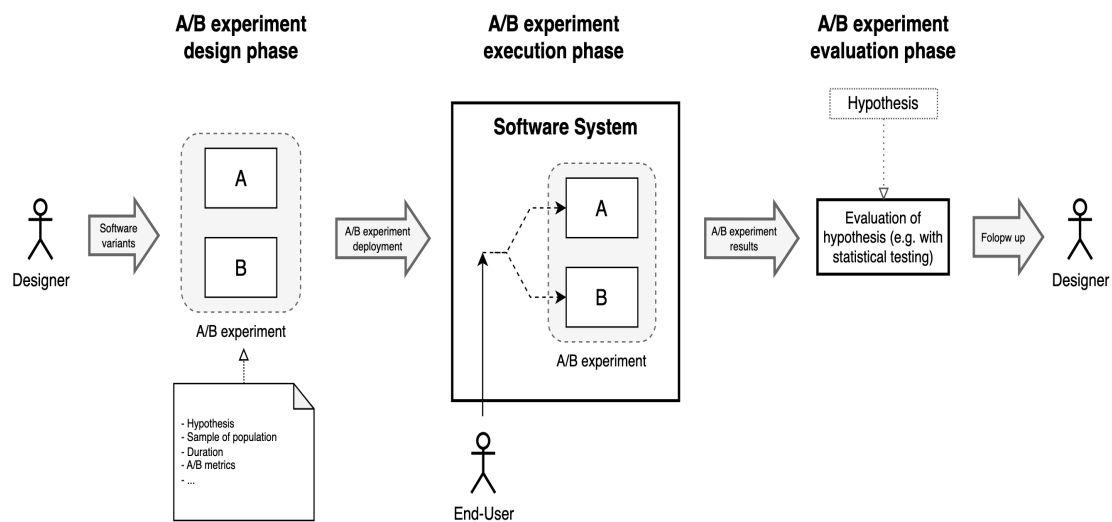 A/B experiment
design phase
A/B experiment
execution phase
A/B experiment
evaluation phase
Hypothesis
Software System
A
B
A/B experiment
Designer
Software
variants
A/B experiment
deployment
A
B
A/B experiment
A/B experiment
results
Evaluation of
hypothesis (e.g. with
statistical testing)
Folopw up
Designer
- Hypothesis
- Sample of population
- Duration
- A/B metrics
- ...
End-User